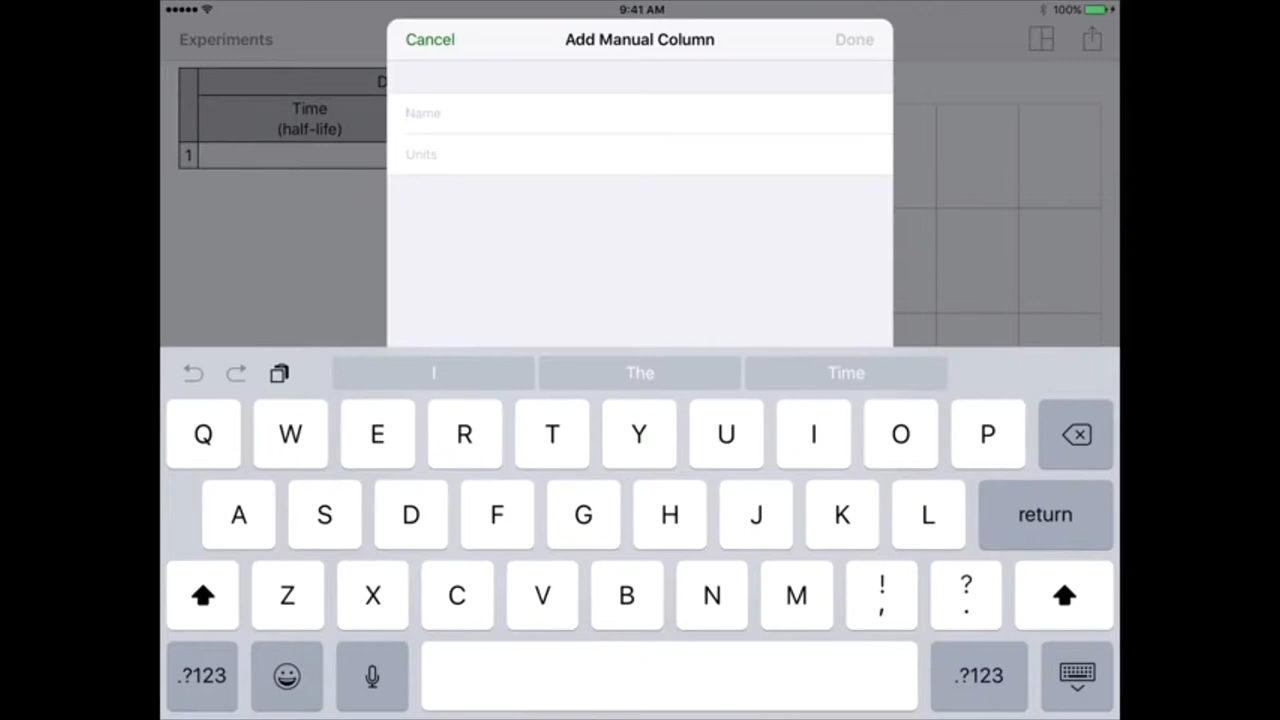 9:41 AM
100%
Experiments
Cancel
Add Manual Column
Done
D
Time
(half-life)
1
Name
Units
I
The
Time
Q W E R T Y U I O P
A S D F G H J K L return
Z X C V B N M ! , ? .
.?123
.?123